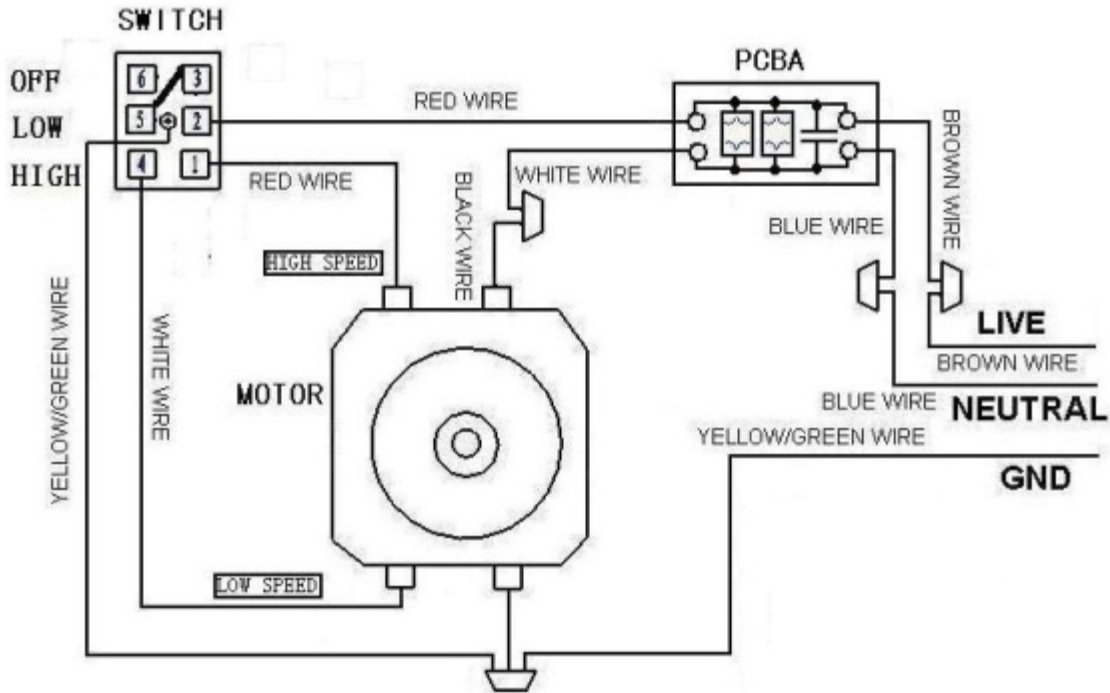 SWITCH
OFF
LOW
HIGH
6 3
5 2
4 1
RED WIRE
PCBA
RED WIRE
WHITE WIRE
BLACK WIRE
BROWN WIRE
BLUE WIRE
HIGH SPEED
LIVE
BROWN WIRE
BLUE WIRE
NEUTRAL
YELLOW/GREEN WIRE
GND
YELLOW/GREEN WIRE
WHITE WIRE
MOTOR
LOW SPEED